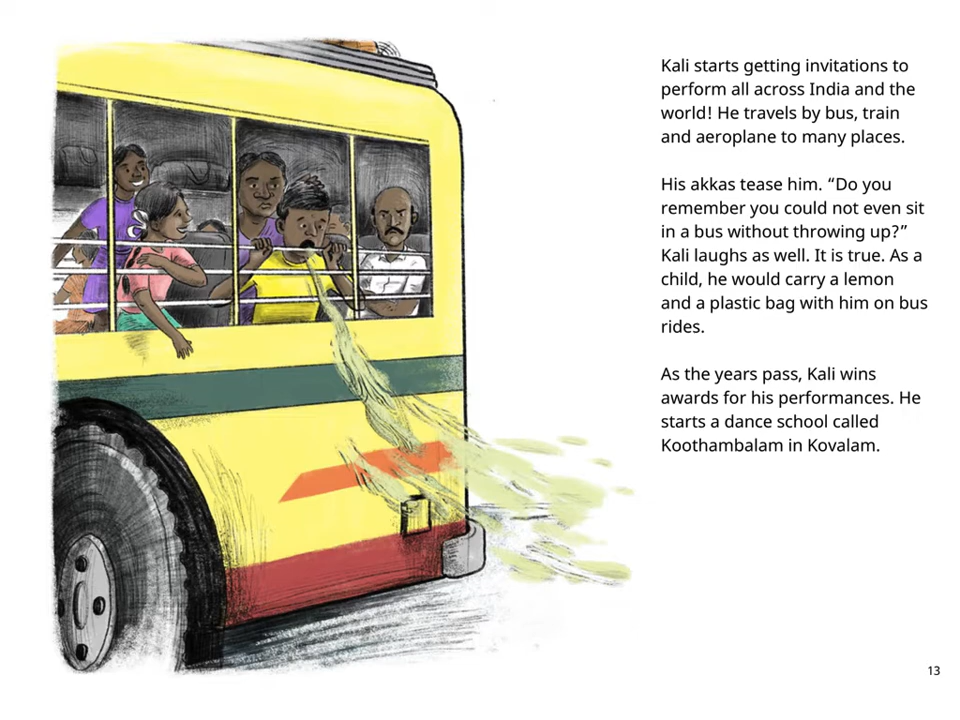 Kali starts getting invitations to
perform all across India and the
world! He travels by bus, train
and aeroplane to many places.
His akkas tease him. “Do you
remember you could not even sit
in a bus without throwing up?”
Kali laughs as well. It is true. As a
child, he would carry a lemon
and a plastic bag with him on bus
rides.
As the years pass, Kali wins
awards for his performances. He
starts a dance school called
Koothambalam in Kovalam.
13